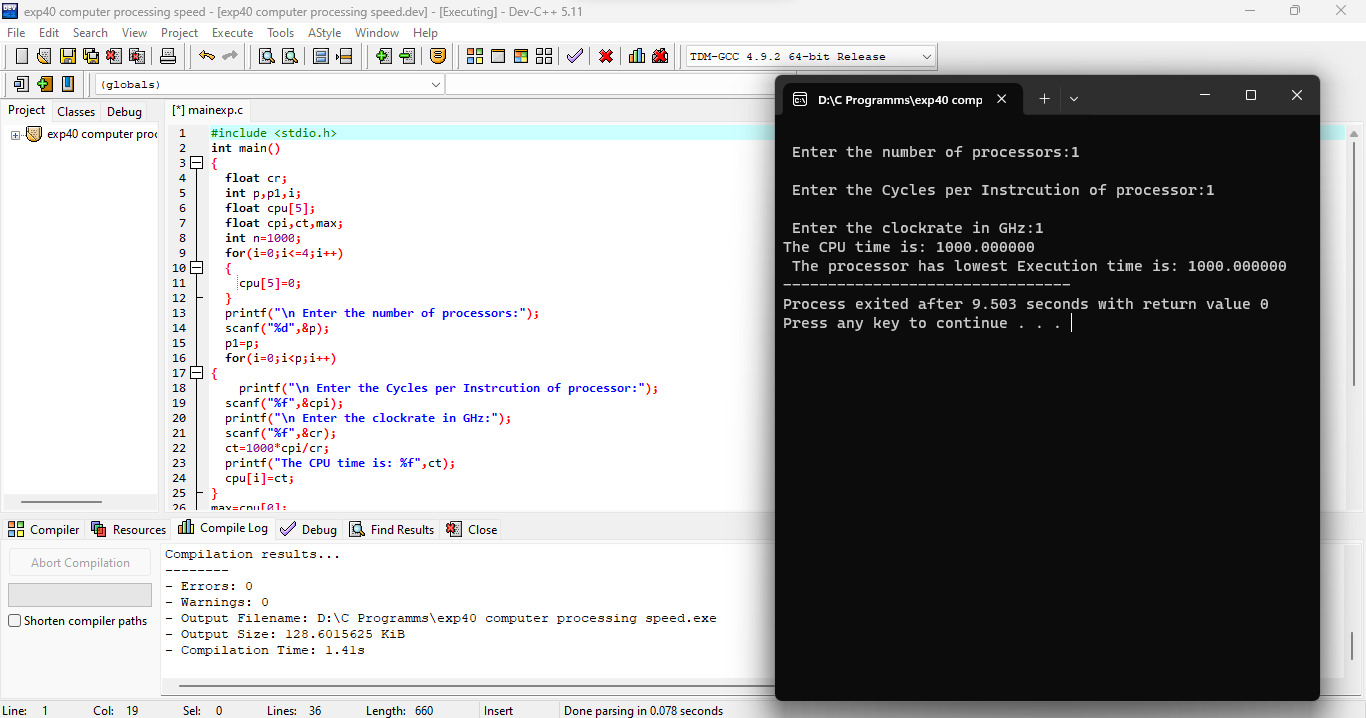 exp40 computer processing speed - [exp40 computer processing speed.dev] - [Executing] - Dev-C++ 5.11
File Edit Search View Project Execute Tools AStyle Window Help
TDM-GCC 4.9.2 64-bit Release
(globals)
Project Classes Debug
exp40 computer proc
[*] mainexp.c
1 #include <stdio.h>
2 int main()
3 {
4 float cr;
5 int p,p1,i;
6 float cpu[5];
7 float cpi,ct,max;
8 int n=1000;
9 for(i=0;i<=4;i++)
10 {
11 cpu[5]=0;
12 }
13 printf("\n Enter the number of processors:");
14 scanf("%d",&p);
15 p1=p;
16 for(i=0;i<p;i++)
17 {
18 printf("\n Enter the Cycles per Instrcution of processor:");
19 scanf("%f",&cpi);
20 printf("\n Enter the clockrate in GHz:");
21 scanf("%f",&cr);
22 ct=1000*cpi/cr;
23 printf("The CPU time is: %f",ct);
24 cpu[i]=ct;
25 }
26 max=cpu[0];
D:\C Programms\exp40 comp
Enter the number of processors:1
Enter the Cycles per Instrcution of processor:1
Enter the clockrate in GHz:1
The CPU time is: 1000.000000
The processor has lowest Execution time is: 1000.000000
--------------------------------
Process exited after 9.503 seconds with return value 0
Press any key to continue . . .
Compiler Resources Compile Log Debug Find Results Close
Abort Compilation
Shorten compiler paths
Compilation results...
--------
- Errors: 0
- Warnings: 0
- Output Filename: D:\C Programms\exp40 computer processing speed.exe
- Output Size: 128.6015625 KiB
- Compilation Time: 1.41s
Line: 1 Col: 19 Sel: 0 Lines: 36 Length: 660 Insert Done parsing in 0.078 seconds